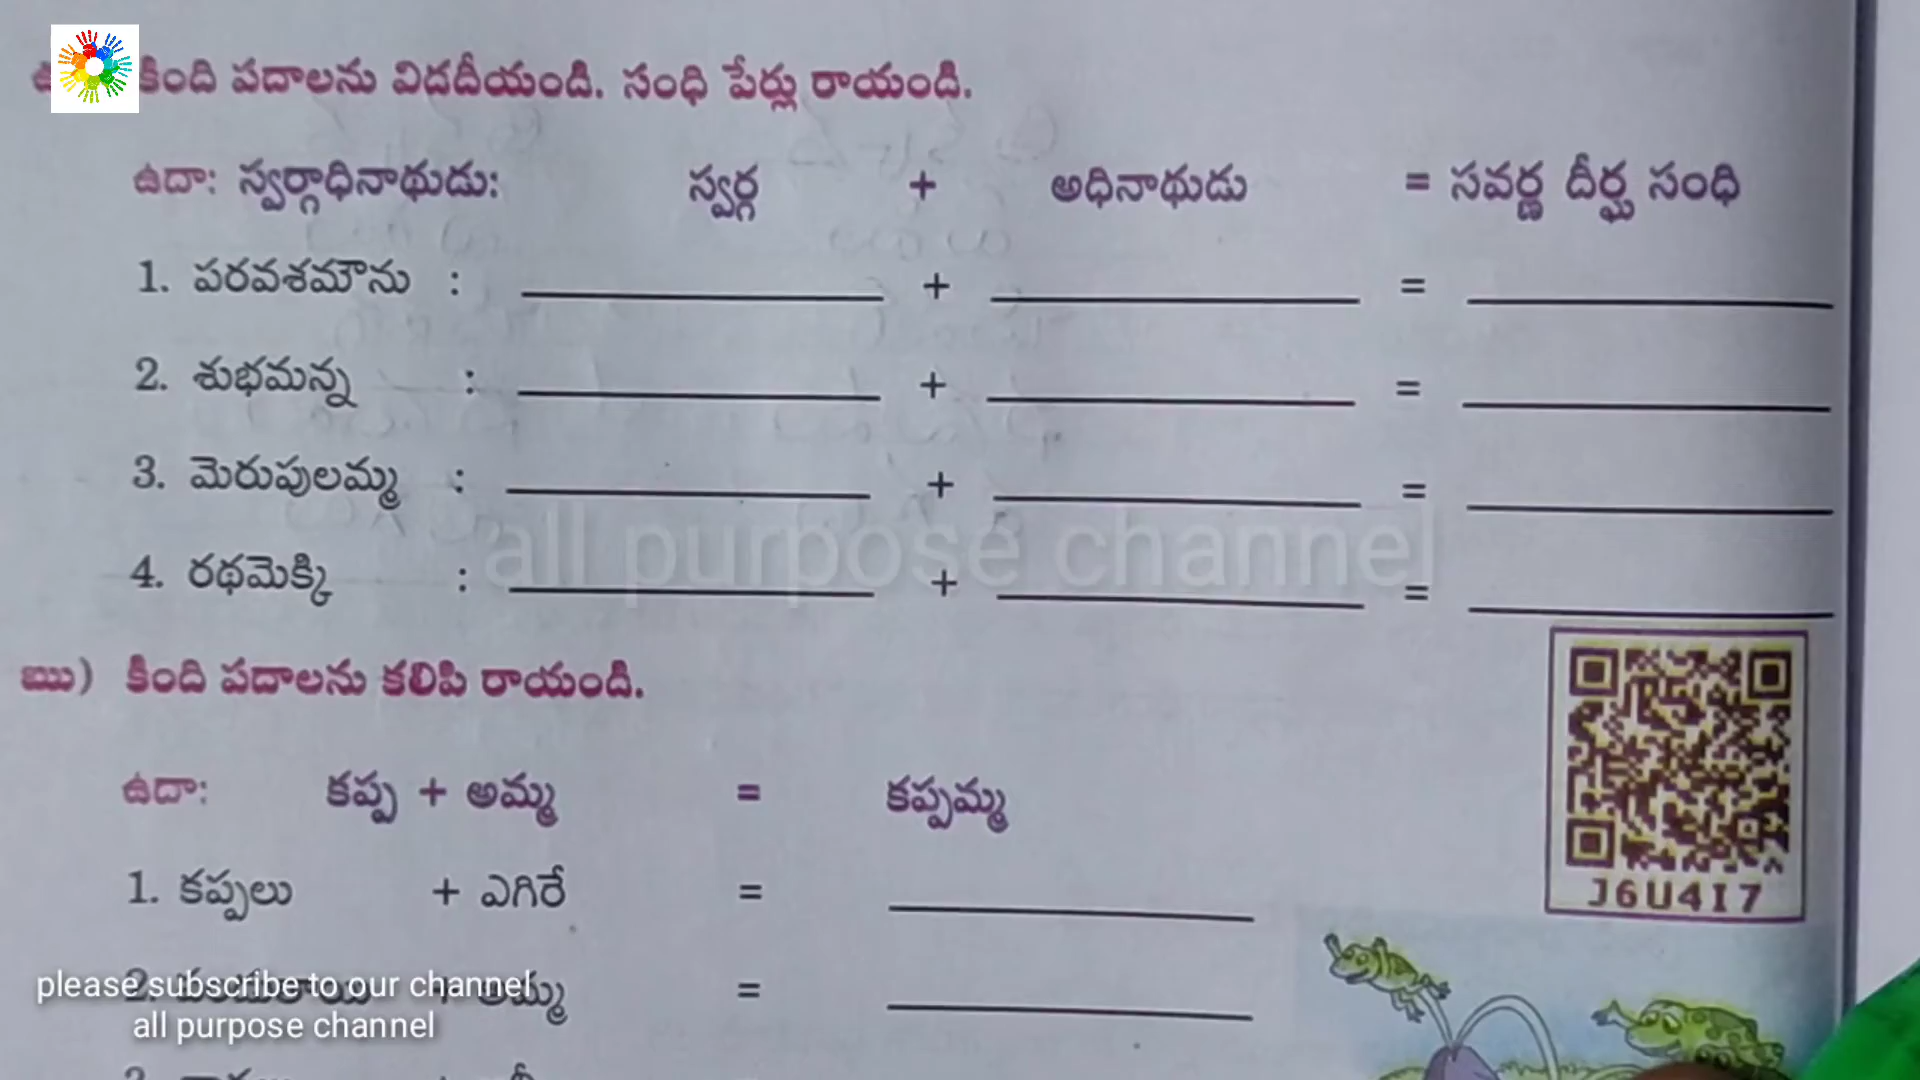 కింది పదాలను విడదీయండి. సంధి పేర్లు రాయండి.
ఉదా: స్వర్గాధినాథుడు: స్వర్గ + అధినాథుడు = సవర్ణ దీర్ఘ సంధి
1. పరవశమౌను : + =
2. శుభమన్న : + =
3. మెరుపులమ్మ : + =
all purpose channel
4. రథమెక్కి : + =
ఋ) కింది పదాలను కలిపి రాయండి.
ఉదా: కప్ప + అమ్మ = కప్పమ్మ
1. కప్పలు + ఎగిరే =
J6U4I7
2. + అమ్మ =
please subscribe to our channel
all purpose channel